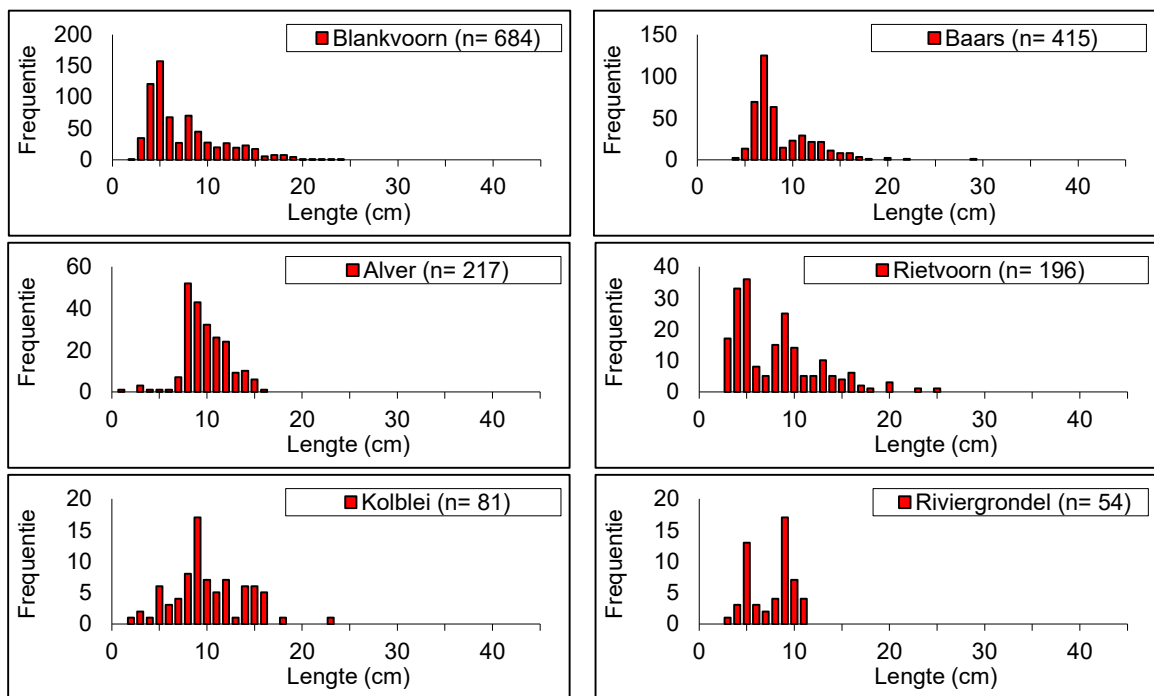 Blankvoorn (n= 684)
Frequentie
200
150
100
50
0
0 10 20 30 40
Lengte (cm)
Baars (n= 415)
Frequentie
150
100
50
0
0 10 20 30 40
Lengte (cm)
Alver (n= 217)
Frequentie
60
40
20
0
0 10 20 30 40
Lengte (cm)
Rietvoorn (n= 196)
Frequentie
40
30
20
10
0
0 10 20 30 40
Lengte (cm)
Kolblei (n= 81)
Frequentie
20
15
10
5
0
0 10 20 30 40
Lengte (cm)
Riviergrondel (n= 54)
Frequentie
20
15
10
5
0
0 10 20 30 40
Lengte (cm)